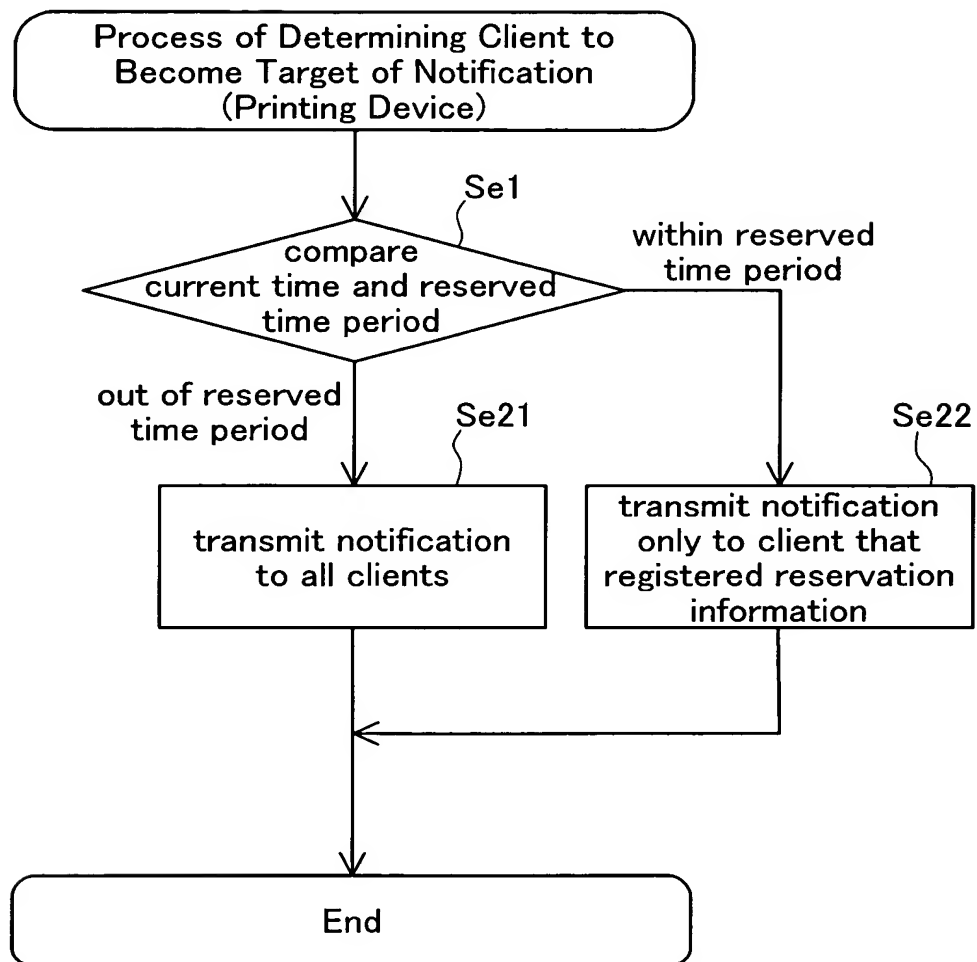 Process of Determining Client to
Become Target of Notification
(Printing Device)
Se1
compare
current time and reserved
time period
within reserved
time period
out of reserved
time period
Se21
transmit notification
to all clients
Se22
transmit notification
only to client that
registered reservation
information
End